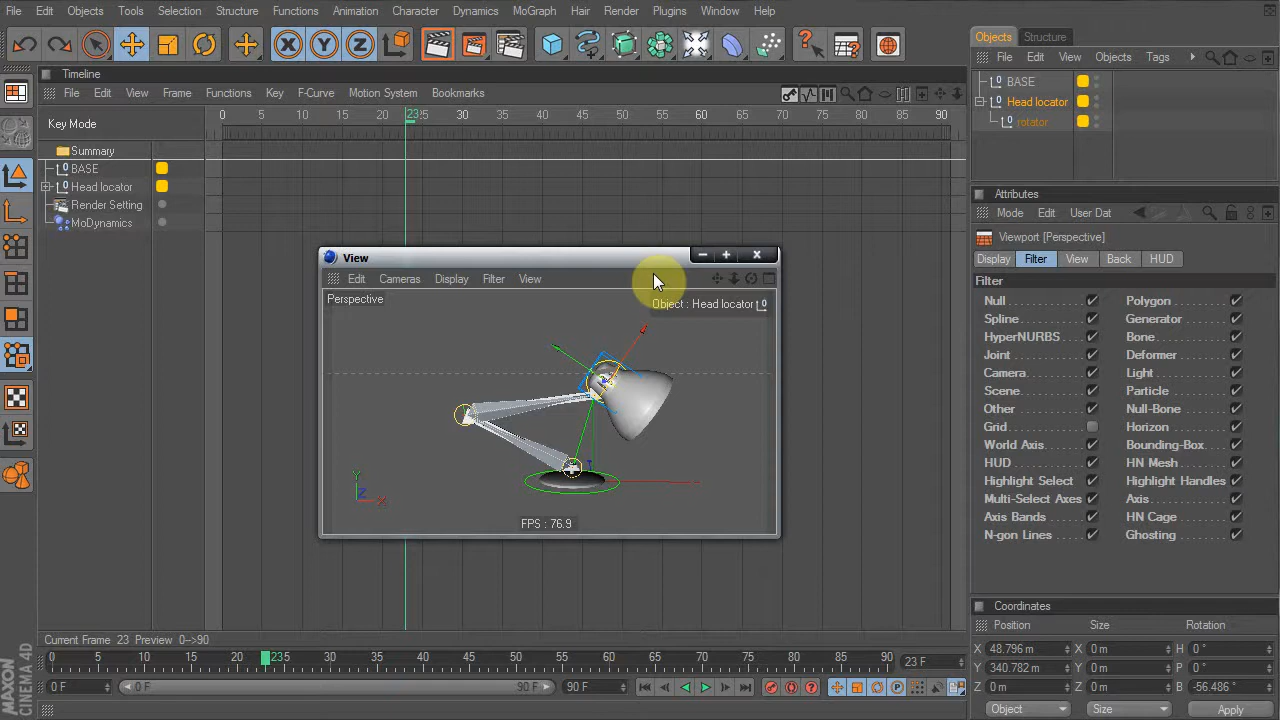 File Edit Objects Tools Selection Structure Functions Animation Character Dynamics MoGraph Hair Render Plugins Window Help
X Y Z
Objects Structure
File Edit View Objects Tags
BASE
Head locator
rotator
Timeline
File Edit View Frame Functions Key F-Curve Motion System Bookmarks
Key Mode
0 5 10 15 20 2325 30 35 40 45 50 55 60 65 70 75 80 85 90
Summary
BASE
Head locator
Render Setting
MoDynamics
View
Edit Cameras Display Filter View
Perspective
Object : Head locator
Y
Z
X
FPS : 76.9
Attributes
Mode Edit User Dat
Viewport [Perspective]
Display Filter View Back HUD
Filter
Null Polygon
Spline Generator
HyperNURBS Bone
Joint Deformer
Camera Light
Scene Particle
Other Null-Bone
Grid Horizon
World Axis Bounding-Box
HUD HN Mesh
Highlight Select Highlight Handles
Multi-Select Axes Axis
Axis Bands HN Cage
N-gon Lines Ghosting
Coordinates
Position Size Rotation
X 48.796 m X 0 m H 0 °
Y 340.782 m Y 0 m P 0 °
Z 0 m Z 0 m B -56.486 °
Object Size Apply
Current Frame 23 Preview 0-->90
0 5 10 15 20 235 30 35 40 45 50 55 60 65 70 75 80 85 90 23 F
0 F 0 F 90 F 90 F
MAXON
CINEMA 4D